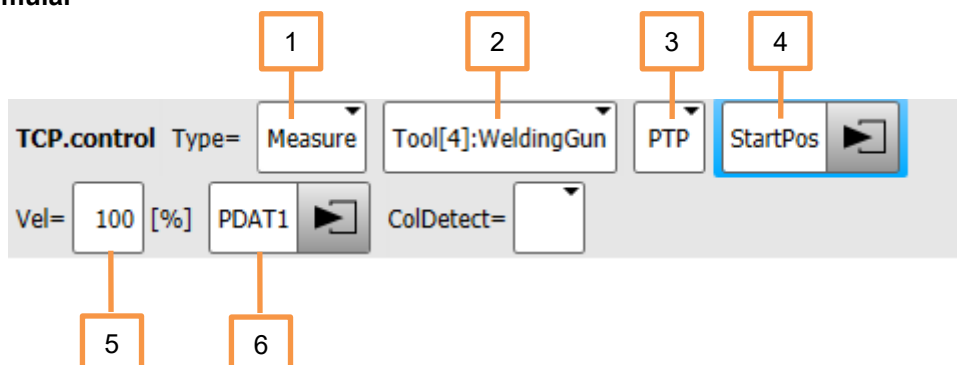 1 2 3 4
TCP.control Type= Measure Tool[4]:WeldingGun PTP StartPos
Vel= 100 [%] PDAT1 ColDetect=
5 6